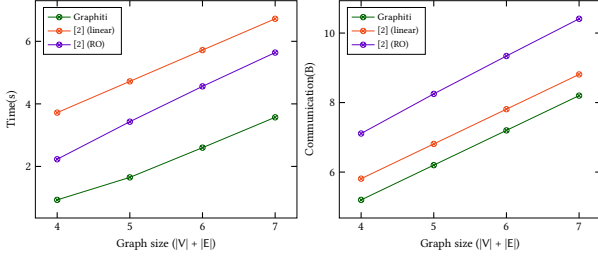 Graphiti
[2] (linear)
[2] (RO)
6
4
2
Time(s)
4
5
6
7
Graph size (|V| + |E|)
Graphiti
[2] (linear)
[2] (RO)
10
8
6
Communication(B)
4
5
6
7
Graph size (|V| + |E|)